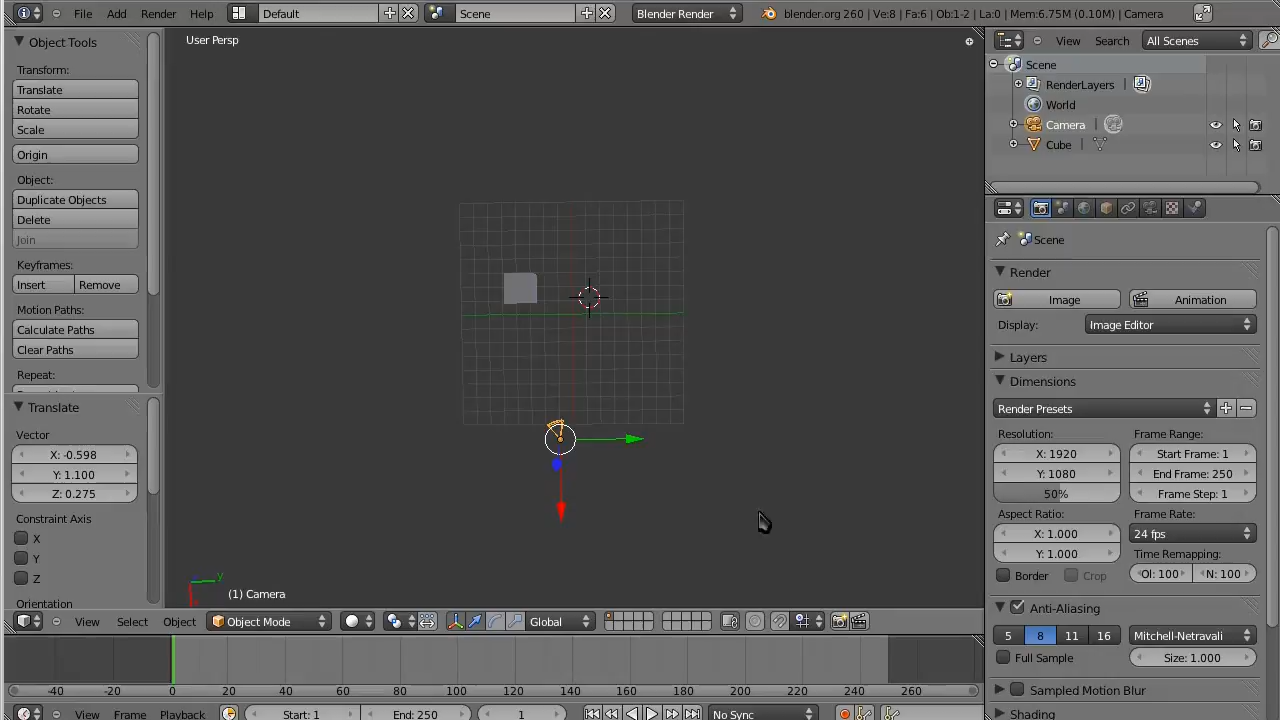 File Add Render Help Default Scene Blender Render blender.org 260 | Ve:8 | Fa:6 | Ob:1-2 | La:0 | Mem:6.75M (0.10M) | Camera
Object Tools
Transform:
Translate
Rotate
Scale
Origin
Object:
Duplicate Objects
Delete
Join
Keyframes:
Insert Remove
Motion Paths:
Calculate Paths
Clear Paths
Repeat:
Translate
Vector
X: -0.598
Y: 1.100
Z: 0.275
Constraint Axis
X
Y
Z
Orientation
User Persp
y
(1) Camera
View Select Object Object Mode Global
-40 -20 0 20 40 60 80 100 120 140 160 180 200 220 240 260
View Frame Playback Start: 1 End: 250 1 No Sync
View Search All Scenes
Scene
RenderLayers |
World
Camera |
Cube |
Scene
Render
Image Animation
Display: Image Editor
Layers
Dimensions
Render Presets
Resolution: Frame Range:
X: 1920 Start Frame: 1
Y: 1080 End Frame: 250
50% Frame Step: 1
Aspect Ratio: Frame Rate:
X: 1.000 24 fps
Y: 1.000 Time Remapping:
Border Crop Ol: 100 N: 100
Anti-Aliasing
5 8 11 16 Mitchell-Netravali
Full Sample Size: 1.000
Sampled Motion Blur
Shading